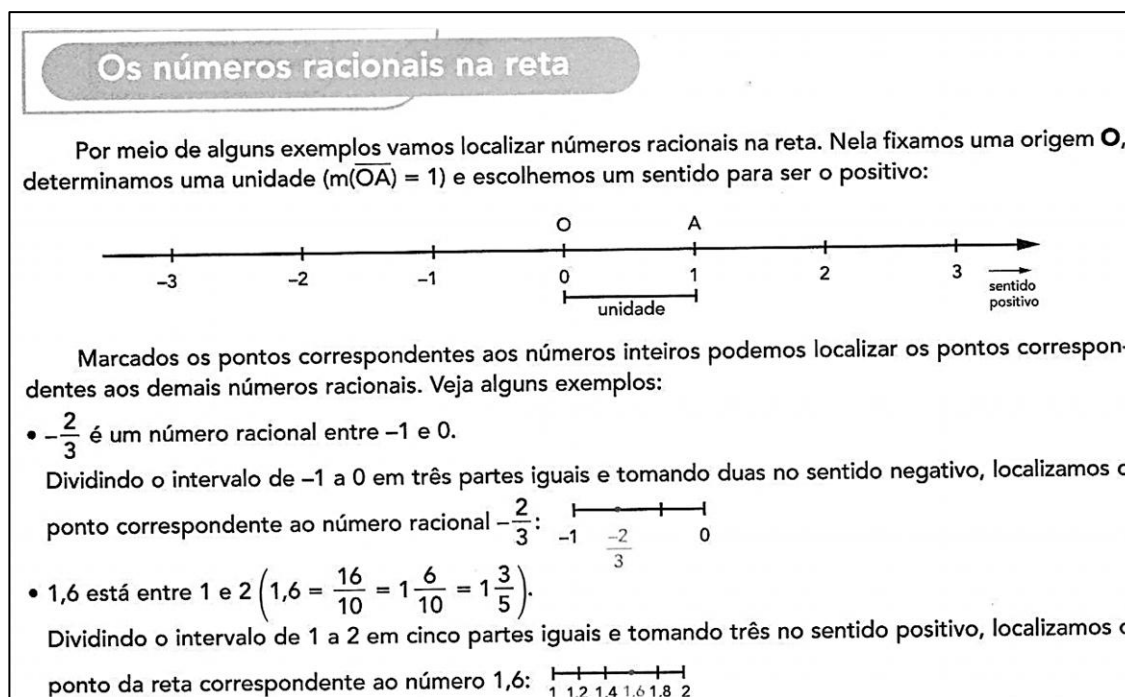 Os números racionais na reta
Por meio de alguns exemplos vamos localizar números racionais na reta. Nela fixamos uma origem O,
determinamos uma unidade (m(O̅A̅) = 1) e escolhemos um sentido para ser o positivo:
O A
–3 –2 –1 0 1 2 3
sentido
positivo
unidade
Marcados os pontos correspondentes aos números inteiros podemos localizar os pontos correspon-
dentes aos demais números racionais. Veja alguns exemplos:
• –2/3 é um número racional entre –1 e 0.
Dividindo o intervalo de –1 a 0 em três partes iguais e tomando duas no sentido negativo, localizamos
ponto correspondente ao número racional –2/3: –1 –2/3 0
• 1,6 está entre 1 e 2 (1,6 = 16/10 = 1 6/10 = 1 3/5).
Dividindo o intervalo de 1 a 2 em cinco partes iguais e tomando três no sentido positivo, localizamos
ponto da reta correspondente ao número 1,6: 1 1,2 1,4 1,6 1,8 2